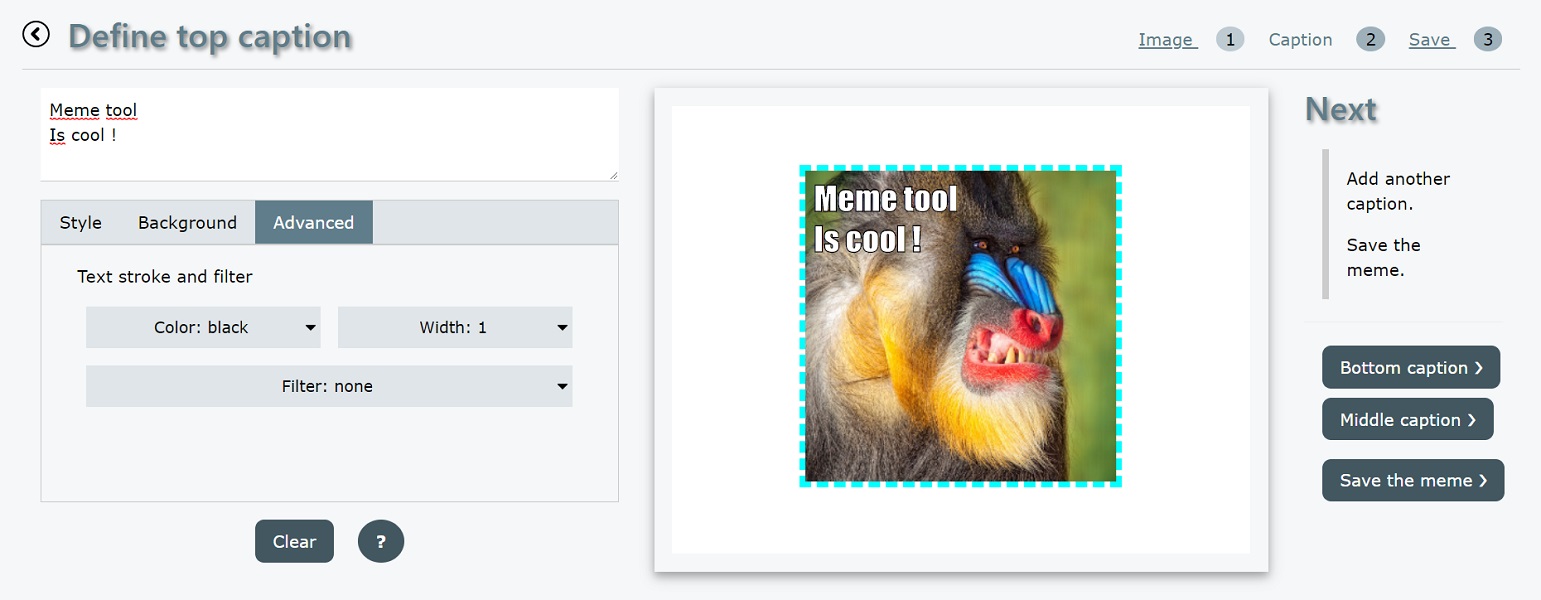 Define top caption
Image 1 Caption 2 Save 3
Meme tool
Is cool !
Style Background Advanced
Text stroke and filter
Color: black Width: 1
Filter: none
Clear ?
Meme tool
Is cool !
Next
Add another
caption.
Save the
meme.
Bottom caption ❯
Middle caption ❯
Save the meme ❯